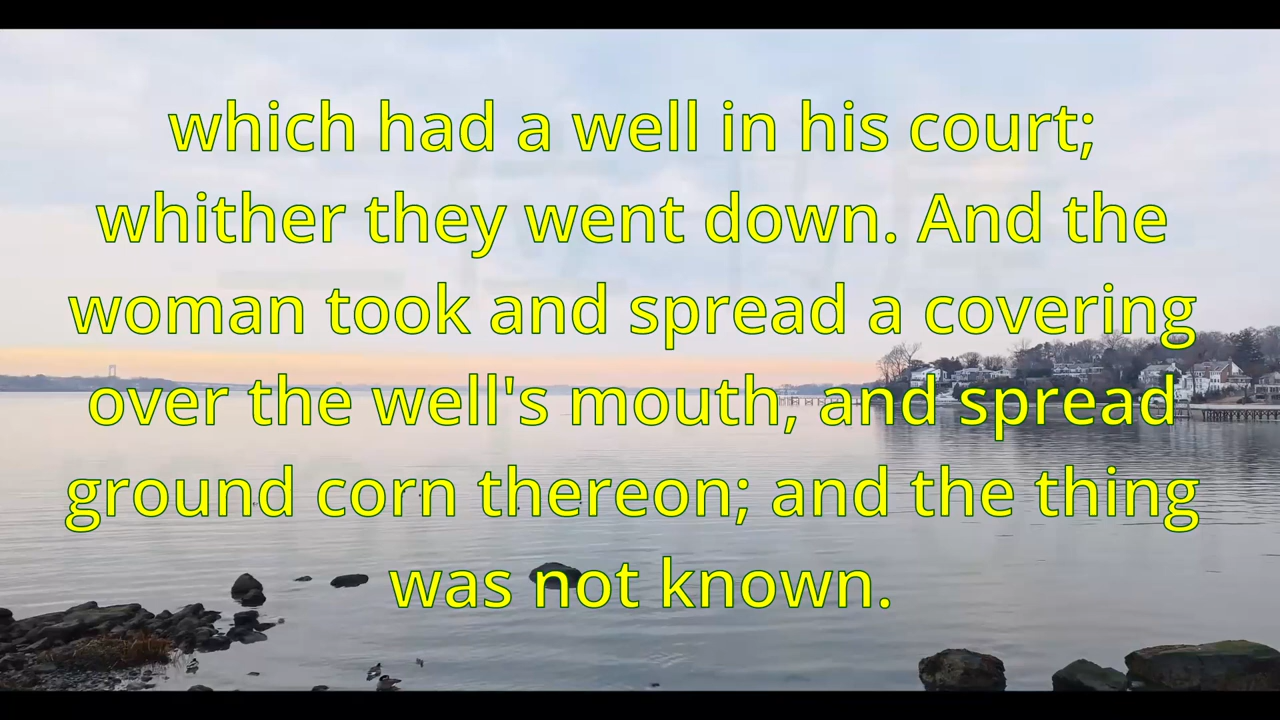 which had a well in his court;
whither they went down. And the
woman took and spread a covering
over the well's mouth, and spread
ground corn thereon; and the thing
was not known.